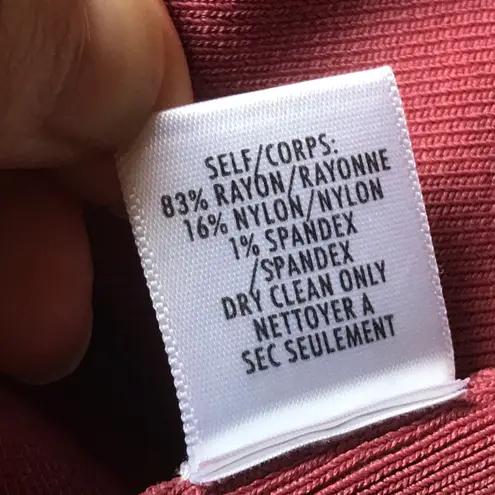 SELF/CORPS:
83% RAYON/RAYONNE
16% NYLON/NYLON
1% SPANDEX
/SPANDEX
DRY CLEAN ONLY
NETTOYER A
SEC SEULEMENT